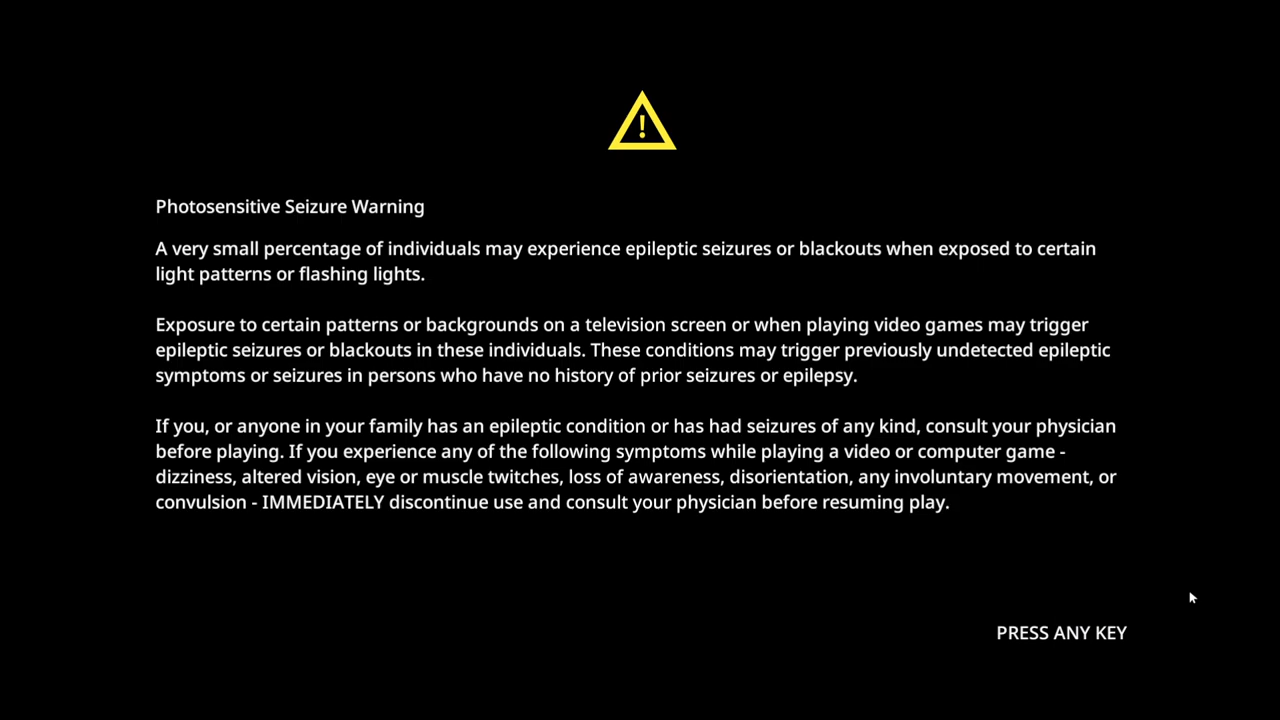 !
Photosensitive Seizure Warning
A very small percentage of individuals may experience epileptic seizures or blackouts when exposed to certain
light patterns or flashing lights.
Exposure to certain patterns or backgrounds on a television screen or when playing video games may trigger
epileptic seizures or blackouts in these individuals. These conditions may trigger previously undetected epileptic
symptoms or seizures in persons who have no history of prior seizures or epilepsy.
If you, or anyone in your family has an epileptic condition or has had seizures of any kind, consult your physician
before playing. If you experience any of the following symptoms while playing a video or computer game -
dizziness, altered vision, eye or muscle twitches, loss of awareness, disorientation, any involuntary movement, or
convulsion - IMMEDIATELY discontinue use and consult your physician before resuming play.
PRESS ANY KEY